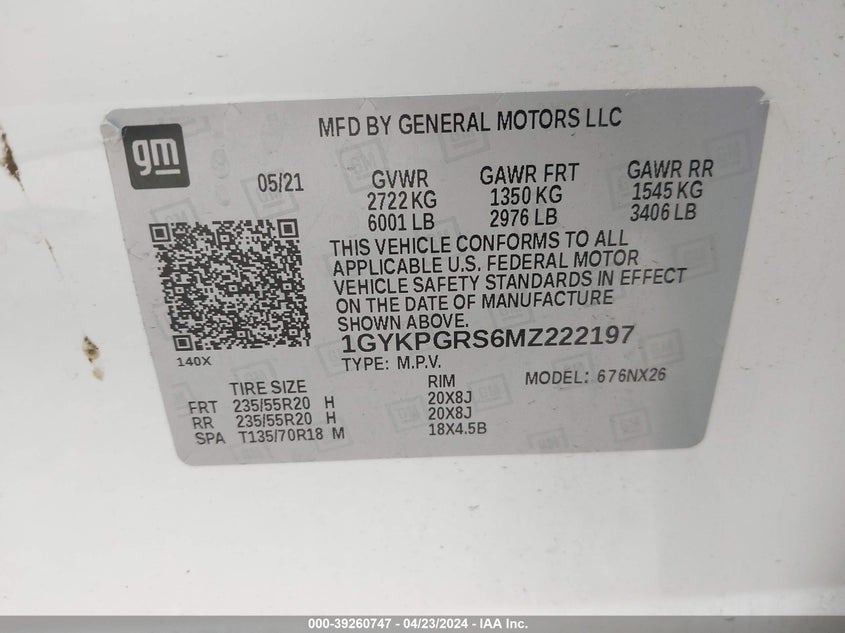 gm
MFD BY GENERAL MOTORS LLC
05/21 GVWR GAWR FRT GAWR RR
2722 KG 1350 KG 1545 KG
6001 LB 2976 LB 3406 LB
THIS VEHICLE CONFORMS TO ALL
APPLICABLE U.S. FEDERAL MOTOR
VEHICLE SAFETY STANDARDS IN EFFECT
ON THE DATE OF MANUFACTURE
SHOWN ABOVE.
1GYKPGRS6MZ222197
140X
TYPE: M.P.V. MODEL: 676NX26
TIRE SIZE RIM
FRT 235/55R20 H 20X8J
RR 235/55R20 H 20X8J
SPA T135/70R18 M 18X4.5B
000-39260747 / 04/23/2024 - IAA Inc.